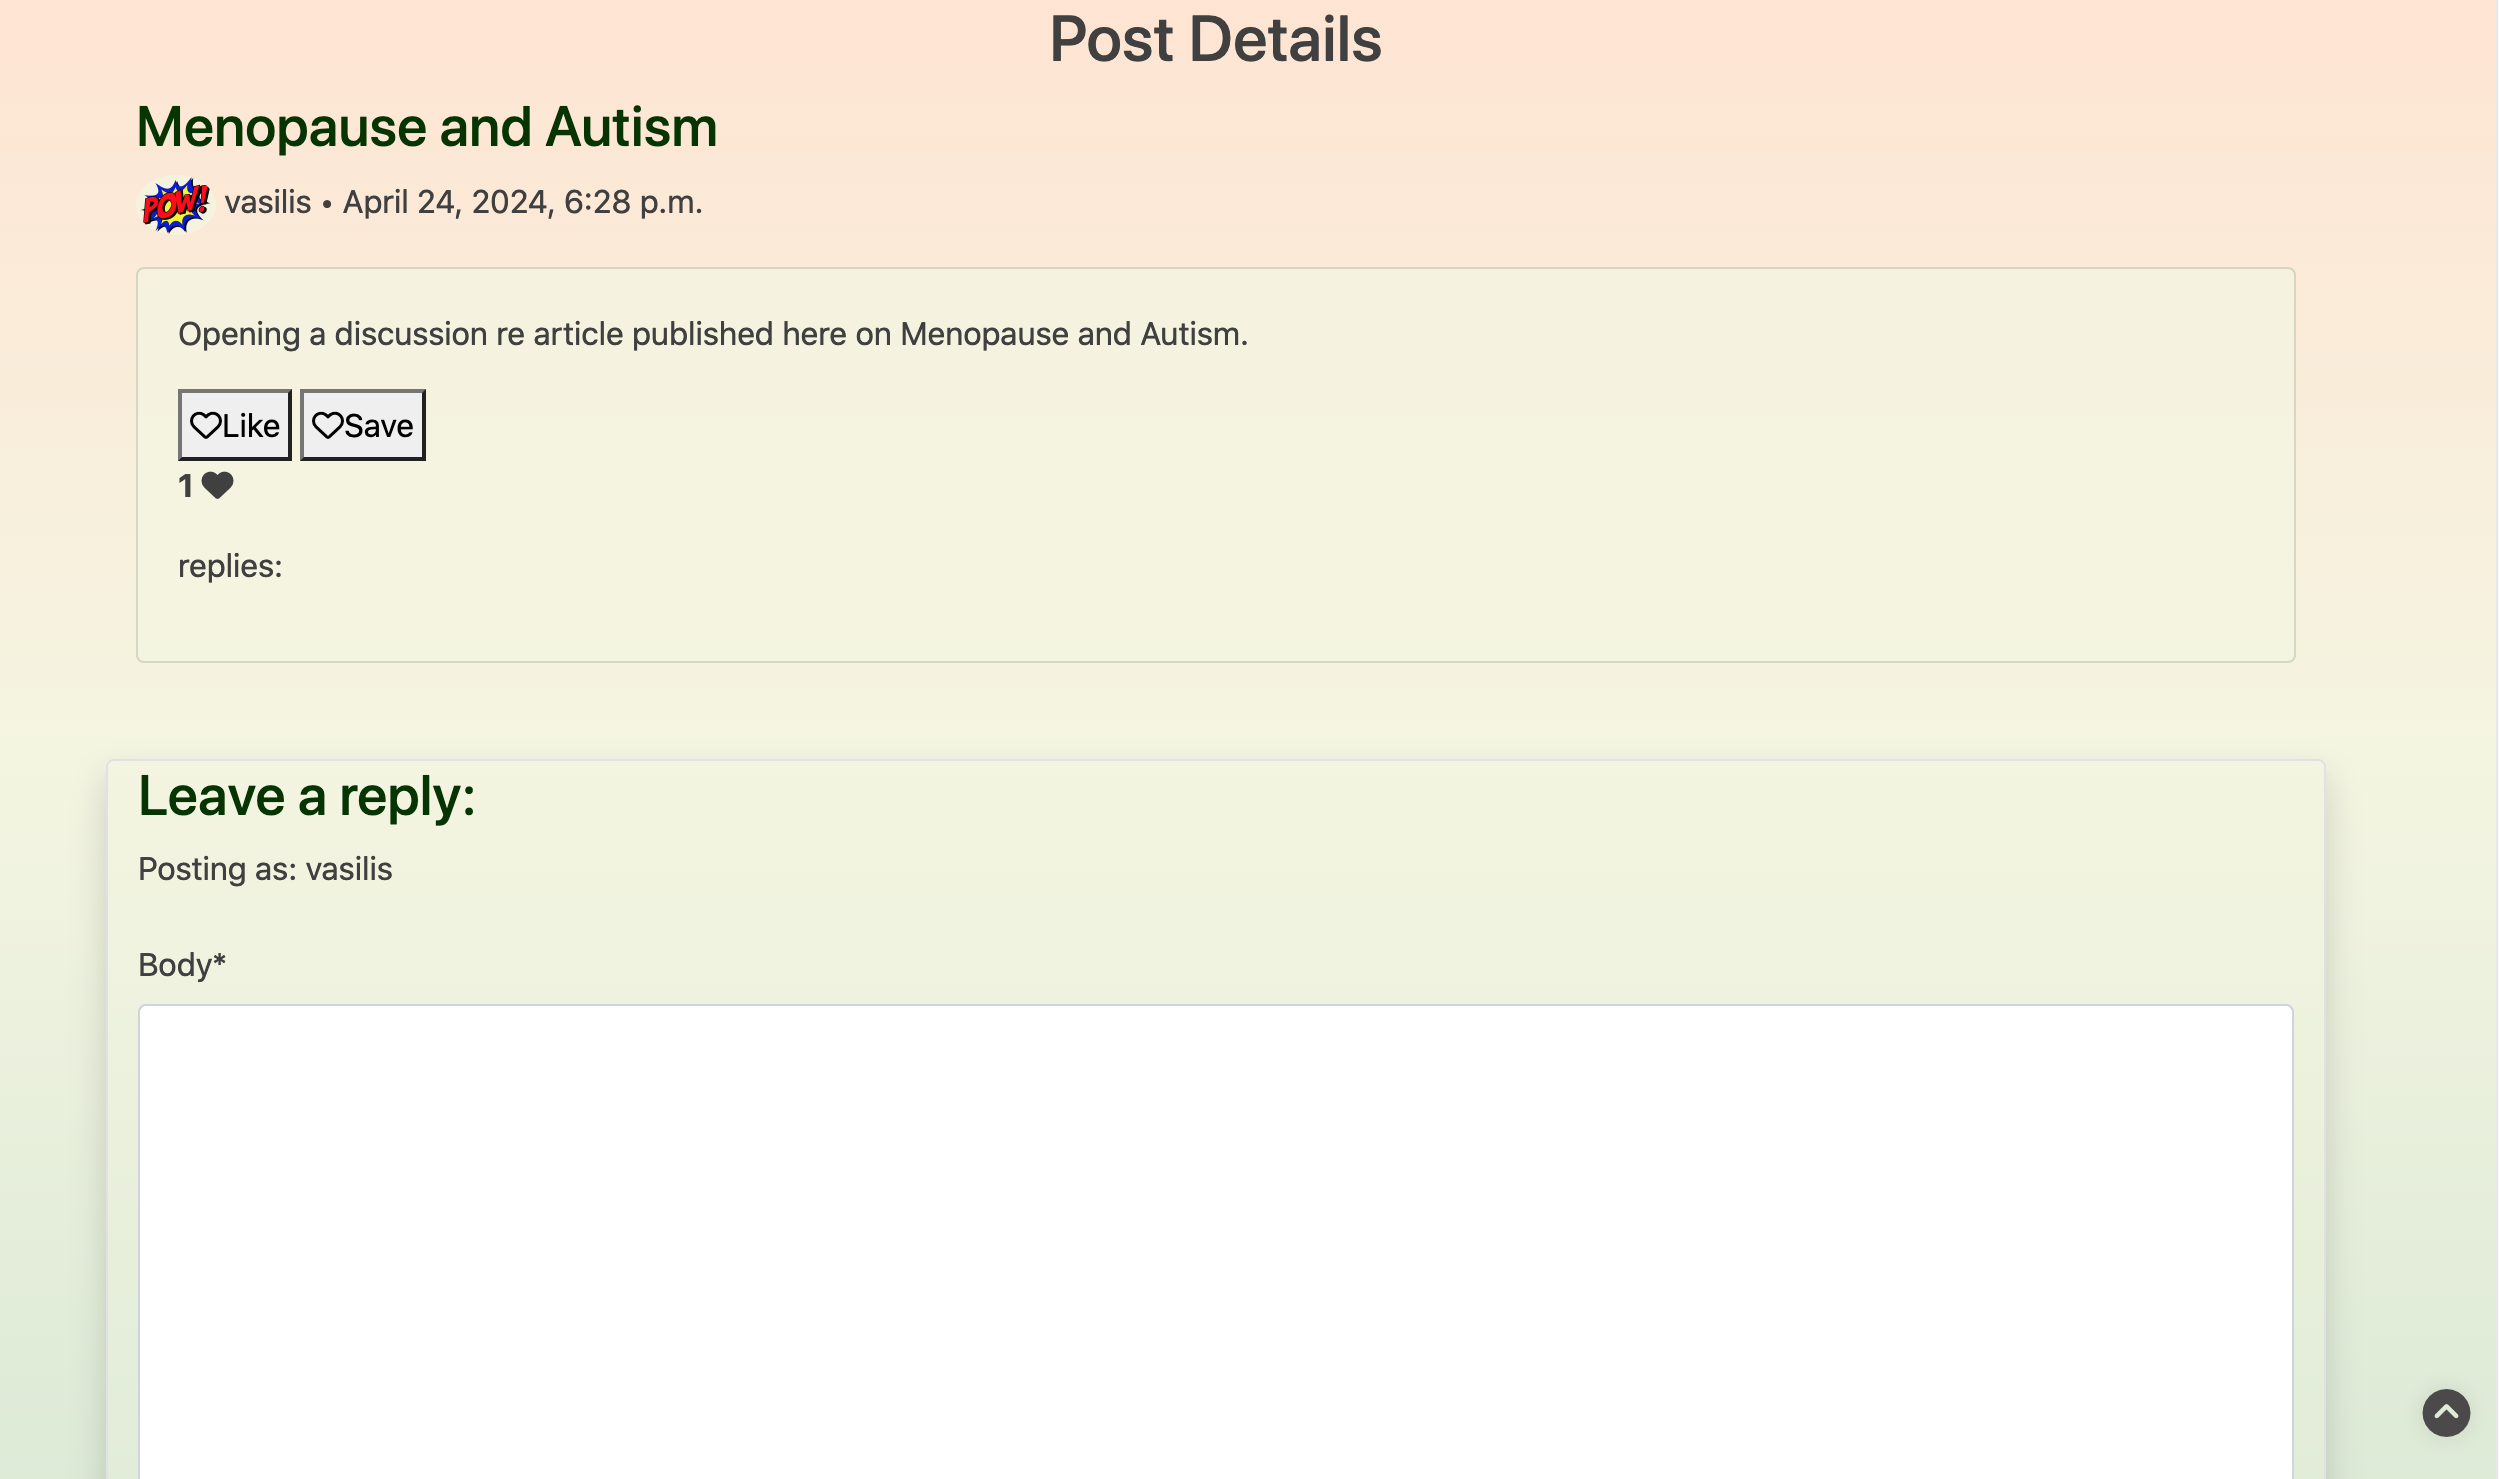 Post Details
Menopause and Autism
POW!! vasilis • April 24, 2024, 6:28 p.m.
Opening a discussion re article published here on Menopause and Autism.
Like Save
1
replies:
Leave a reply:
Posting as: vasilis
Body*